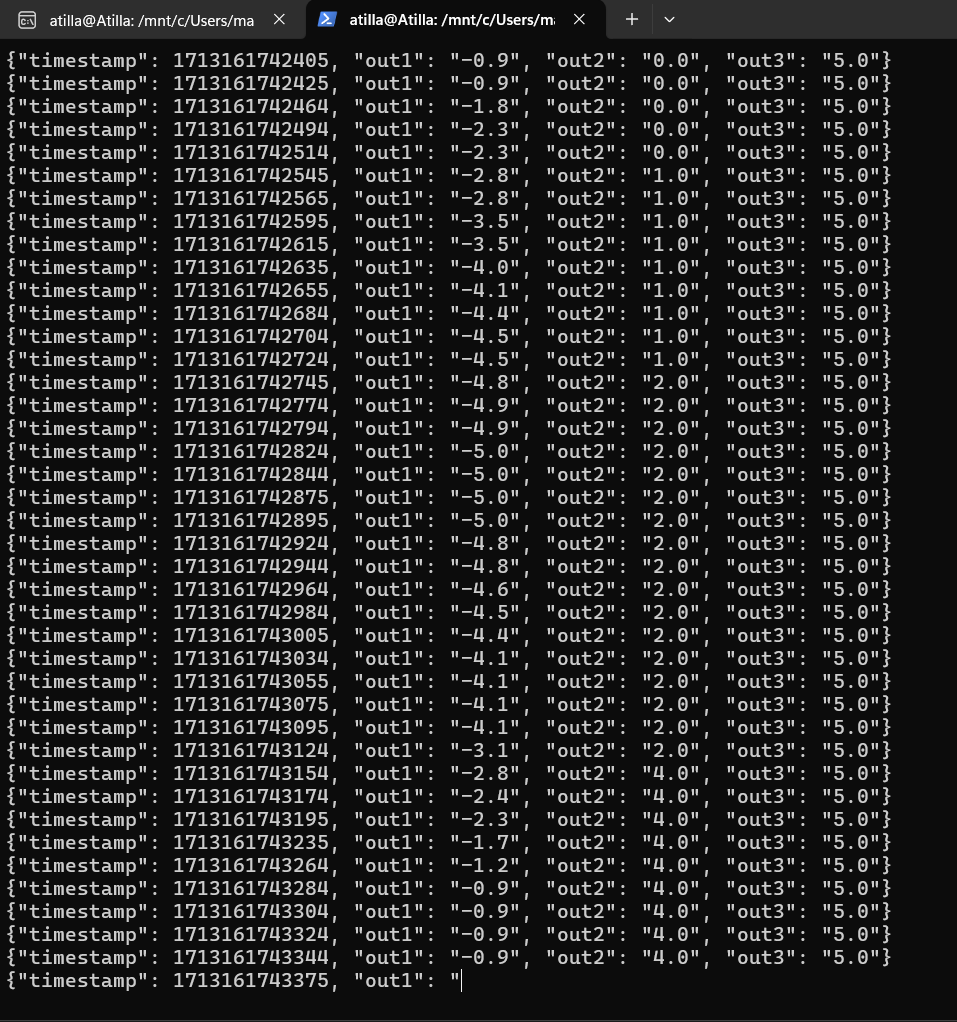 atilla@Atilla: /mnt/c/Users/ma
atilla@Atilla: /mnt/c/Users/ma
{"timestamp": 1713161742405, "out1": "-0.9", "out2": "0.0", "out3": "5.0"}
{"timestamp": 1713161742425, "out1": "-0.9", "out2": "0.0", "out3": "5.0"}
{"timestamp": 1713161742464, "out1": "-1.8", "out2": "0.0", "out3": "5.0"}
{"timestamp": 1713161742494, "out1": "-2.3", "out2": "0.0", "out3": "5.0"}
{"timestamp": 1713161742514, "out1": "-2.3", "out2": "0.0", "out3": "5.0"}
{"timestamp": 1713161742545, "out1": "-2.8", "out2": "1.0", "out3": "5.0"}
{"timestamp": 1713161742565, "out1": "-2.8", "out2": "1.0", "out3": "5.0"}
{"timestamp": 1713161742595, "out1": "-3.5", "out2": "1.0", "out3": "5.0"}
{"timestamp": 1713161742615, "out1": "-3.5", "out2": "1.0", "out3": "5.0"}
{"timestamp": 1713161742635, "out1": "-4.0", "out2": "1.0", "out3": "5.0"}
{"timestamp": 1713161742655, "out1": "-4.1", "out2": "1.0", "out3": "5.0"}
{"timestamp": 1713161742684, "out1": "-4.4", "out2": "1.0", "out3": "5.0"}
{"timestamp": 1713161742704, "out1": "-4.5", "out2": "1.0", "out3": "5.0"}
{"timestamp": 1713161742724, "out1": "-4.5", "out2": "1.0", "out3": "5.0"}
{"timestamp": 1713161742745, "out1": "-4.8", "out2": "2.0", "out3": "5.0"}
{"timestamp": 1713161742774, "out1": "-4.9", "out2": "2.0", "out3": "5.0"}
{"timestamp": 1713161742794, "out1": "-4.9", "out2": "2.0", "out3": "5.0"}
{"timestamp": 1713161742824, "out1": "-5.0", "out2": "2.0", "out3": "5.0"}
{"timestamp": 1713161742844, "out1": "-5.0", "out2": "2.0", "out3": "5.0"}
{"timestamp": 1713161742875, "out1": "-5.0", "out2": "2.0", "out3": "5.0"}
{"timestamp": 1713161742895, "out1": "-5.0", "out2": "2.0", "out3": "5.0"}
{"timestamp": 1713161742924, "out1": "-4.8", "out2": "2.0", "out3": "5.0"}
{"timestamp": 1713161742944, "out1": "-4.8", "out2": "2.0", "out3": "5.0"}
{"timestamp": 1713161742964, "out1": "-4.6", "out2": "2.0", "out3": "5.0"}
{"timestamp": 1713161742984, "out1": "-4.5", "out2": "2.0", "out3": "5.0"}
{"timestamp": 1713161743005, "out1": "-4.4", "out2": "2.0", "out3": "5.0"}
{"timestamp": 1713161743034, "out1": "-4.1", "out2": "2.0", "out3": "5.0"}
{"timestamp": 1713161743055, "out1": "-4.1", "out2": "2.0", "out3": "5.0"}
{"timestamp": 1713161743075, "out1": "-4.1", "out2": "2.0", "out3": "5.0"}
{"timestamp": 1713161743095, "out1": "-4.1", "out2": "2.0", "out3": "5.0"}
{"timestamp": 1713161743124, "out1": "-3.1", "out2": "2.0", "out3": "5.0"}
{"timestamp": 1713161743154, "out1": "-2.8", "out2": "4.0", "out3": "5.0"}
{"timestamp": 1713161743174, "out1": "-2.4", "out2": "4.0", "out3": "5.0"}
{"timestamp": 1713161743195, "out1": "-2.3", "out2": "4.0", "out3": "5.0"}
{"timestamp": 1713161743235, "out1": "-1.7", "out2": "4.0", "out3": "5.0"}
{"timestamp": 1713161743264, "out1": "-1.2", "out2": "4.0", "out3": "5.0"}
{"timestamp": 1713161743284, "out1": "-0.9", "out2": "4.0", "out3": "5.0"}
{"timestamp": 1713161743304, "out1": "-0.9", "out2": "4.0", "out3": "5.0"}
{"timestamp": 1713161743324, "out1": "-0.9", "out2": "4.0", "out3": "5.0"}
{"timestamp": 1713161743344, "out1": "-0.9", "out2": "4.0", "out3": "5.0"}
{"timestamp": 1713161743375, "out1": "